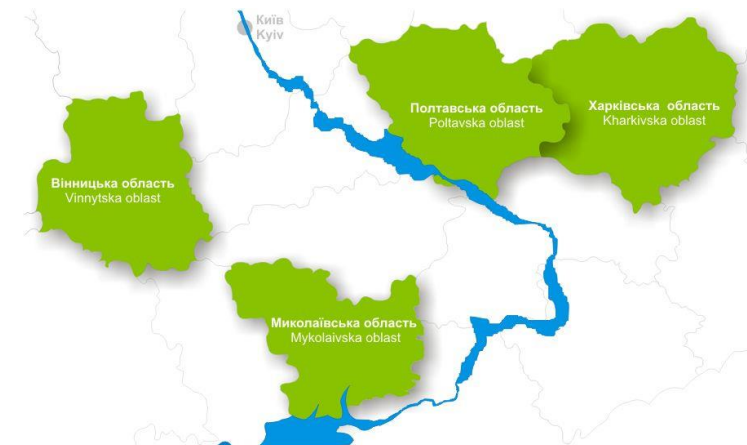 Київ
Kyiv
Полтавська область
Poltavska oblast
Харківська область
Kharkivska oblast
Вінницька область
Vinnytska oblast
Миколаївська область
Mykolaivska oblast